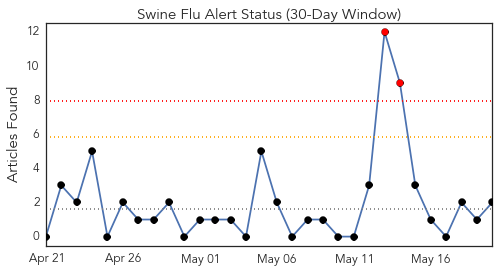 Swine Flu Alert Status (30-Day Window)
Articles Found
12
10
8
6
4
2
0
Apr 21
Apr 26
May 01
May 06
May 11
May 16